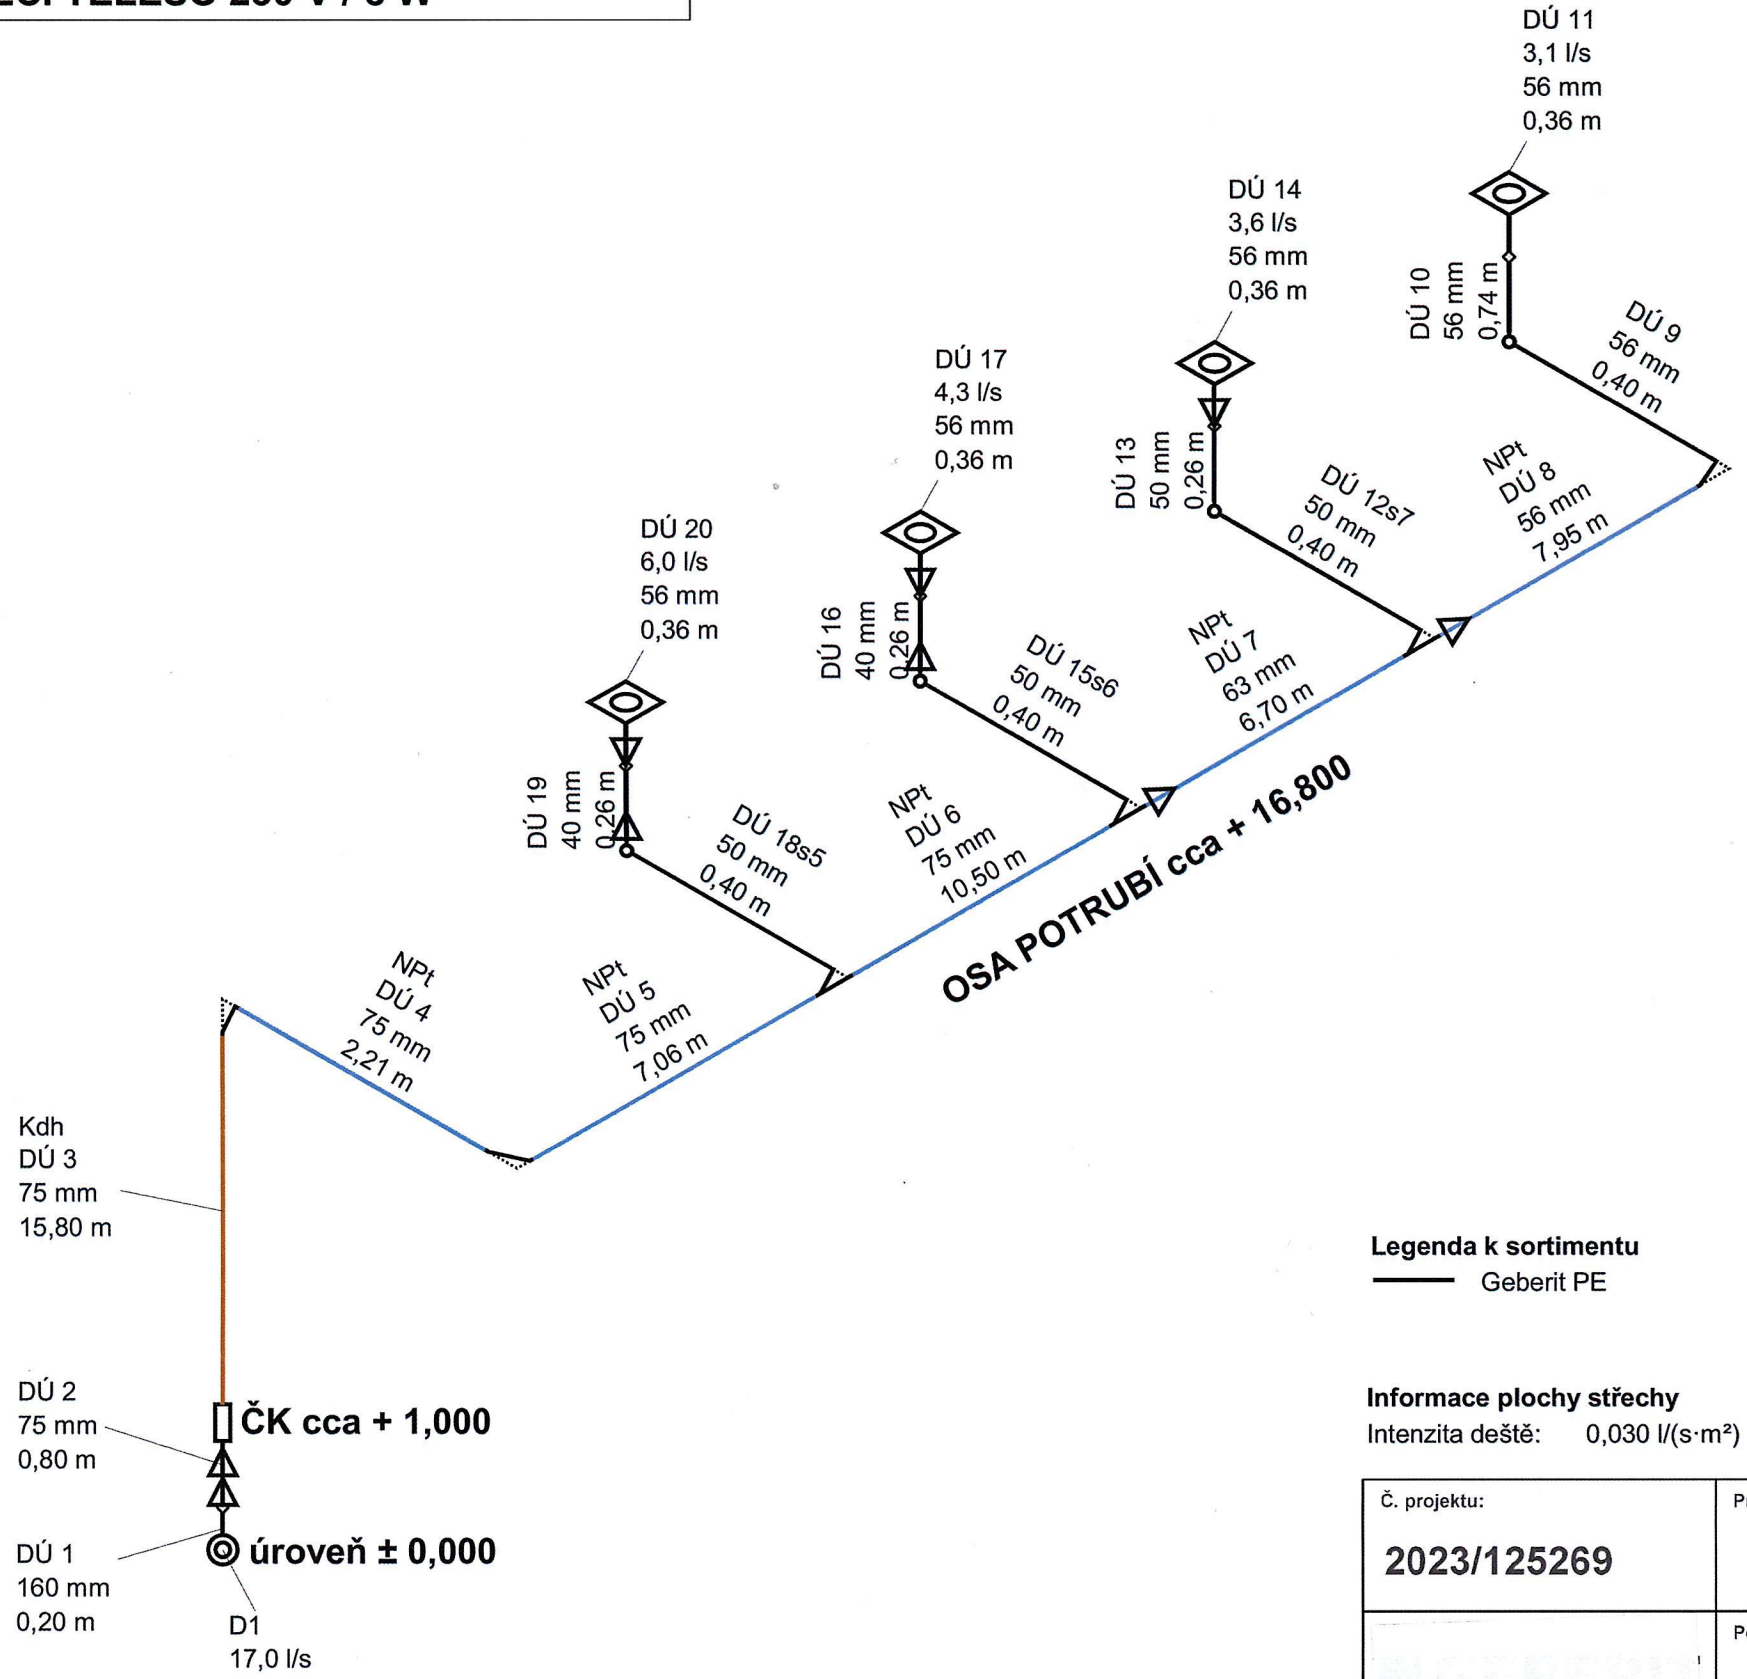 DÚ 11
3,1 l/s
56 mm
0,36 m
DÚ 14
3,6 l/s
56 mm
0,36 m
DÚ 10
56 mm
0,74 m
DÚ 9
56 mm
0,40 m
DÚ 17
4,3 l/s
56 mm
0,36 m
DÚ 13
50 mm
0,26 m
DÚ 12s7
50 mm
0,40 m
NPt
DÚ 8
56 mm
7,95 m
DÚ 20
6,0 l/s
56 mm
0,36 m
DÚ 16
40 mm
0,26 m
DÚ 15s6
50 mm
0,40 m
NPt
DÚ 7
63 mm
6,70 m
DÚ 19
40 mm
0,26 m
DÚ 18s5
50 mm
0,40 m
NPt
DÚ 6
75 mm
10,50 m
OSA POTRUBÍ cca + 16,800
NPt
DÚ 4
75 mm
2,21 m
NPt
DÚ 5
75 mm
7,06 m
Kdh
DÚ 3
75 mm
15,80 m
Legenda k sortimentu
Geberit PE
DÚ 2
75 mm
0,80 m
ČK cca + 1,000
Informace plochy střechy
Intenzita deště: 0,030 l/(s·m²)
Č. projektu:
2023/125269
DÚ 1
160 mm
0,20 m
úroveň ± 0,000
D1
17,0 l/s